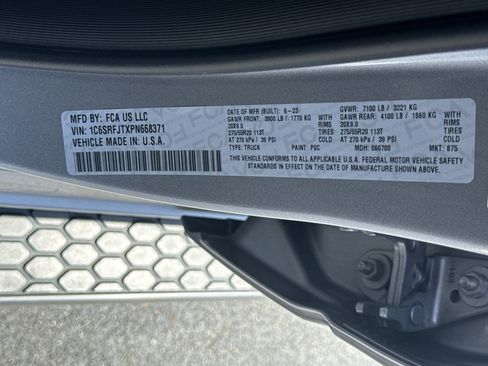 MFD BY: FCA US LLC
VIN: 1C6SRFJTXPN668371
VEHICLE MADE IN: U.S.A.
DATE OF MFR (BUILT): 6-23 GVWR: 7100 LB / 3221 KG
GAWR FRONT: 3900 LB / 1770 KG WITH GAWR REAR: 4100 LB / 1860 KG WITH
20X9.0 RIMS 20X9.0 RIMS
275/55R20 113T TIRES 275/55R20 113T TIRES
AT 270 kPa / 39 PSI AT 270 kPa / 39 PSI
TYPE: TRUCK PAINT: PSC MDH: 060700 MKT: 875
THIS VEHICLE CONFORMS TO ALL APPLICABLE U.S.A. FEDERAL MOTOR VEHICLE SAFETY
STANDARDS IN EFFECT ON THE DATE OF MANUFACTURE SHOWN ABOVE.